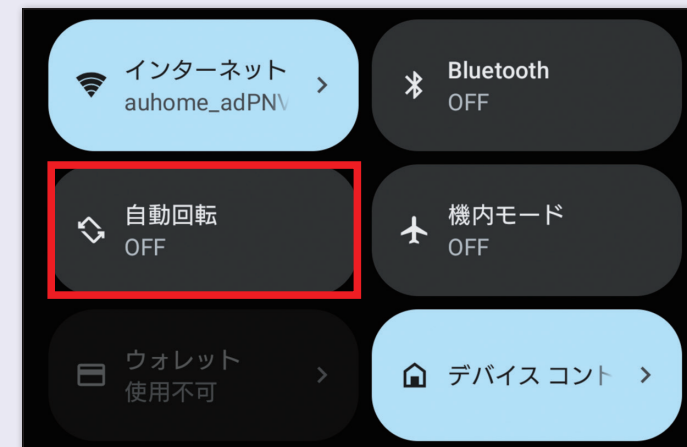 インターネット
auhome_adPNV
Bluetooth
OFF
自動回転
OFF
機内モード
OFF
ウォレット
使用不可
デバイス コント